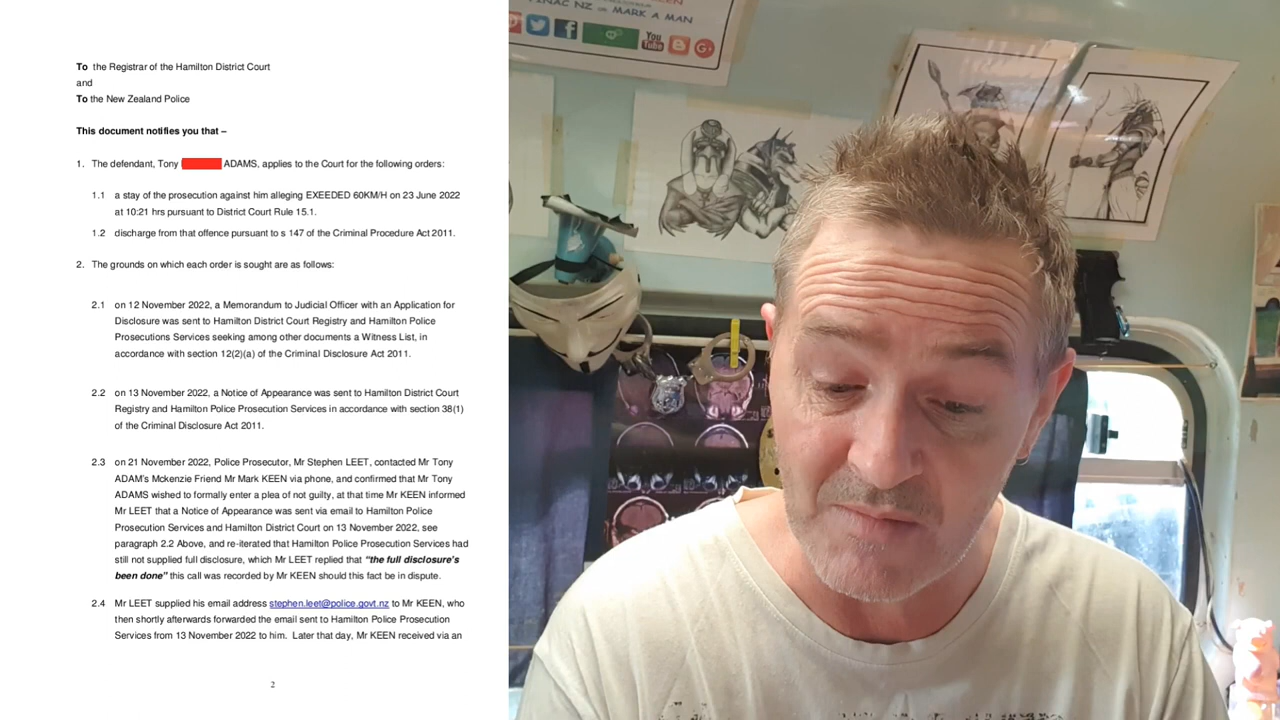 To the Registrar of the Hamilton District Court
and
To the New Zealand Police
This document notifies you that –
1. The defendant, Tony ADAMS, applies to the Court for the following orders:
1.1 a stay of the prosecution against him alleging EXEEDED 60KM/H on 23 June 2022
at 10:21 hrs pursuant to District Court Rule 15.1.
1.2 discharge from that offence pursuant to s 147 of the Criminal Procedure Act 2011.
2. The grounds on which each order is sought are as follows:
2.1 on 12 November 2022, a Memorandum to Judicial Officer with an Application for
Disclosure was sent to Hamilton District Court Registry and Hamilton Police
Prosecutions Services seeking among other documents a Witness List, in
accordance with section 12(2)(a) of the Criminal Disclosure Act 2011.
2.2 on 13 November 2022, a Notice of Appearance was sent to Hamilton District Court
Registry and Hamilton Police Prosecution Services in accordance with section 38(1)
of the Criminal Disclosure Act 2011.
2.3 on 21 November 2022, Police Prosecutor, Mr Stephen LEET, contacted Mr Tony
ADAM's Mckenzie Friend Mr Mark KEEN via phone, and confirmed that Mr Tony
ADAMS wished to formally enter a plea of not guilty, at that time Mr KEEN informed
Mr LEET that a Notice of Appearance was sent via email to Hamilton Police
Prosecution Services and Hamilton District Court on 13 November 2022, see
paragraph 2.2 Above, and re-iterated that Hamilton Police Prosecution Services had
still not supplied full disclosure, which Mr LEET replied that “the full disclosure's
been done” this call was recorded by Mr KEEN should this fact be in dispute.
2.4 Mr LEET supplied his email address stephen.leet@police.govt.nz to Mr KEEN, who
then shortly afterwards forwarded the email sent to Hamilton Police Prosecution
Services from 13 November 2022 to him. Later that day, Mr KEEN received via an
2
NZ or MARK A MAN
You
Tube